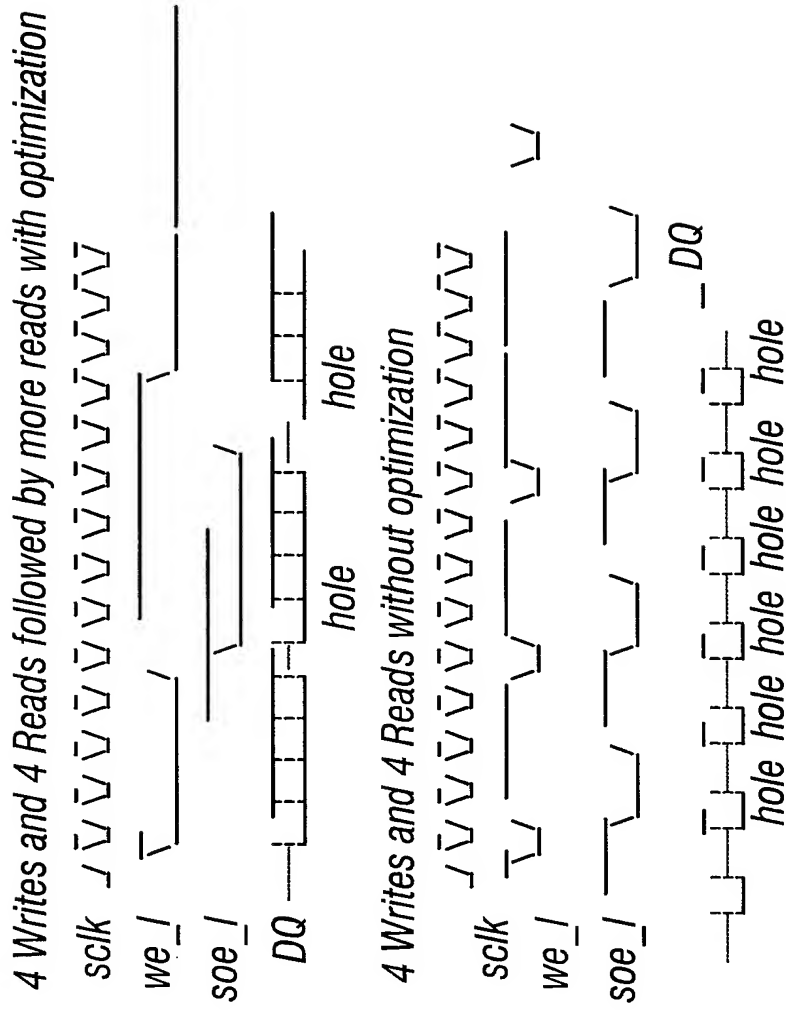 4 Writes and 4 Reads followed by more reads with optimization
sclk
we_l
soe_l
DQ
hole hole
4 Writes and 4 Reads without optimization
sclk
we_l
soe_l
DQ
hole hole hole hole hole hole